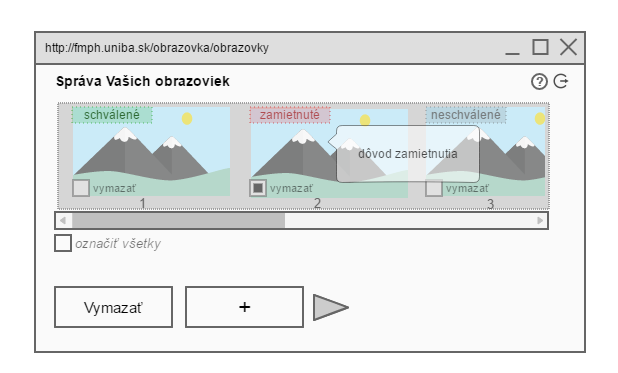 http://fmph.uniba.sk/obrazovka/obrazovky
Správa Vašich obrazoviek
?
schválené
zamietnuté
neschválené
dôvod zamietnutia
vymazať
vymazať
vymazať
1
2
3
označiť všetky
Vymazať
+